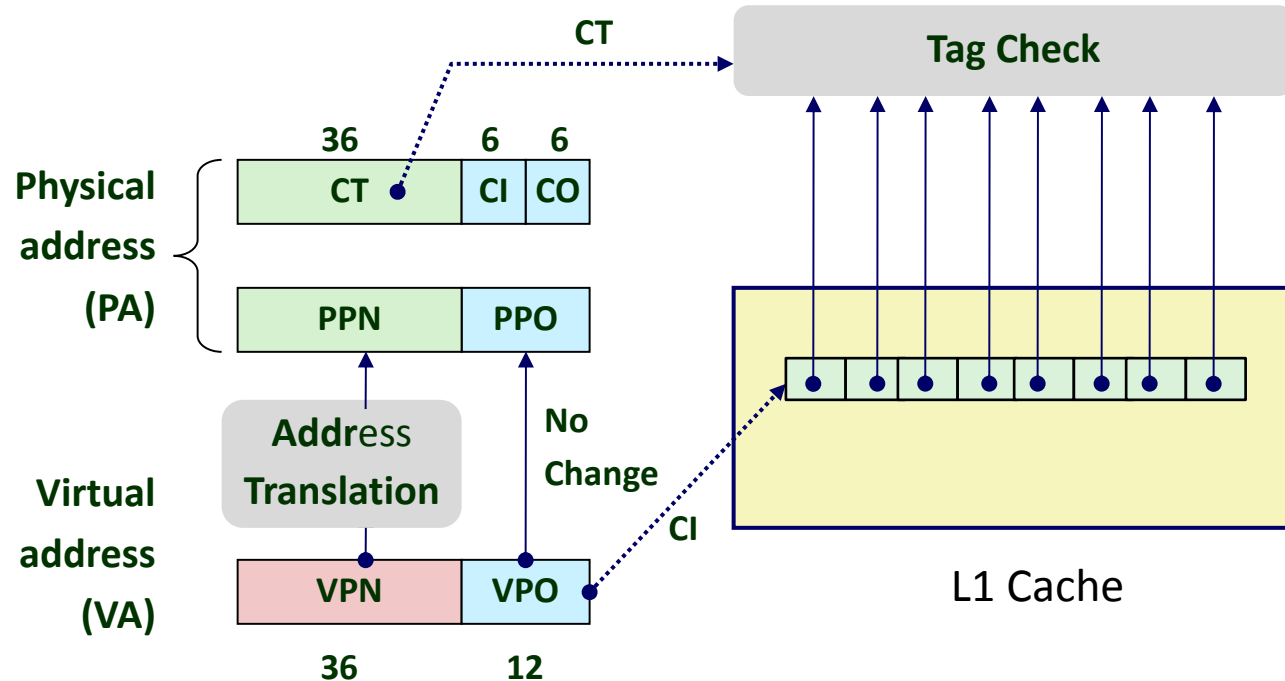 CT
Tag Check
36 6 6
CT CI CO
Physical
address
(PA)
PPN PPO
Address
Translation
No
Change
Virtual
address
(VA)
CI
VPN VPO
36 12
L1 Cache